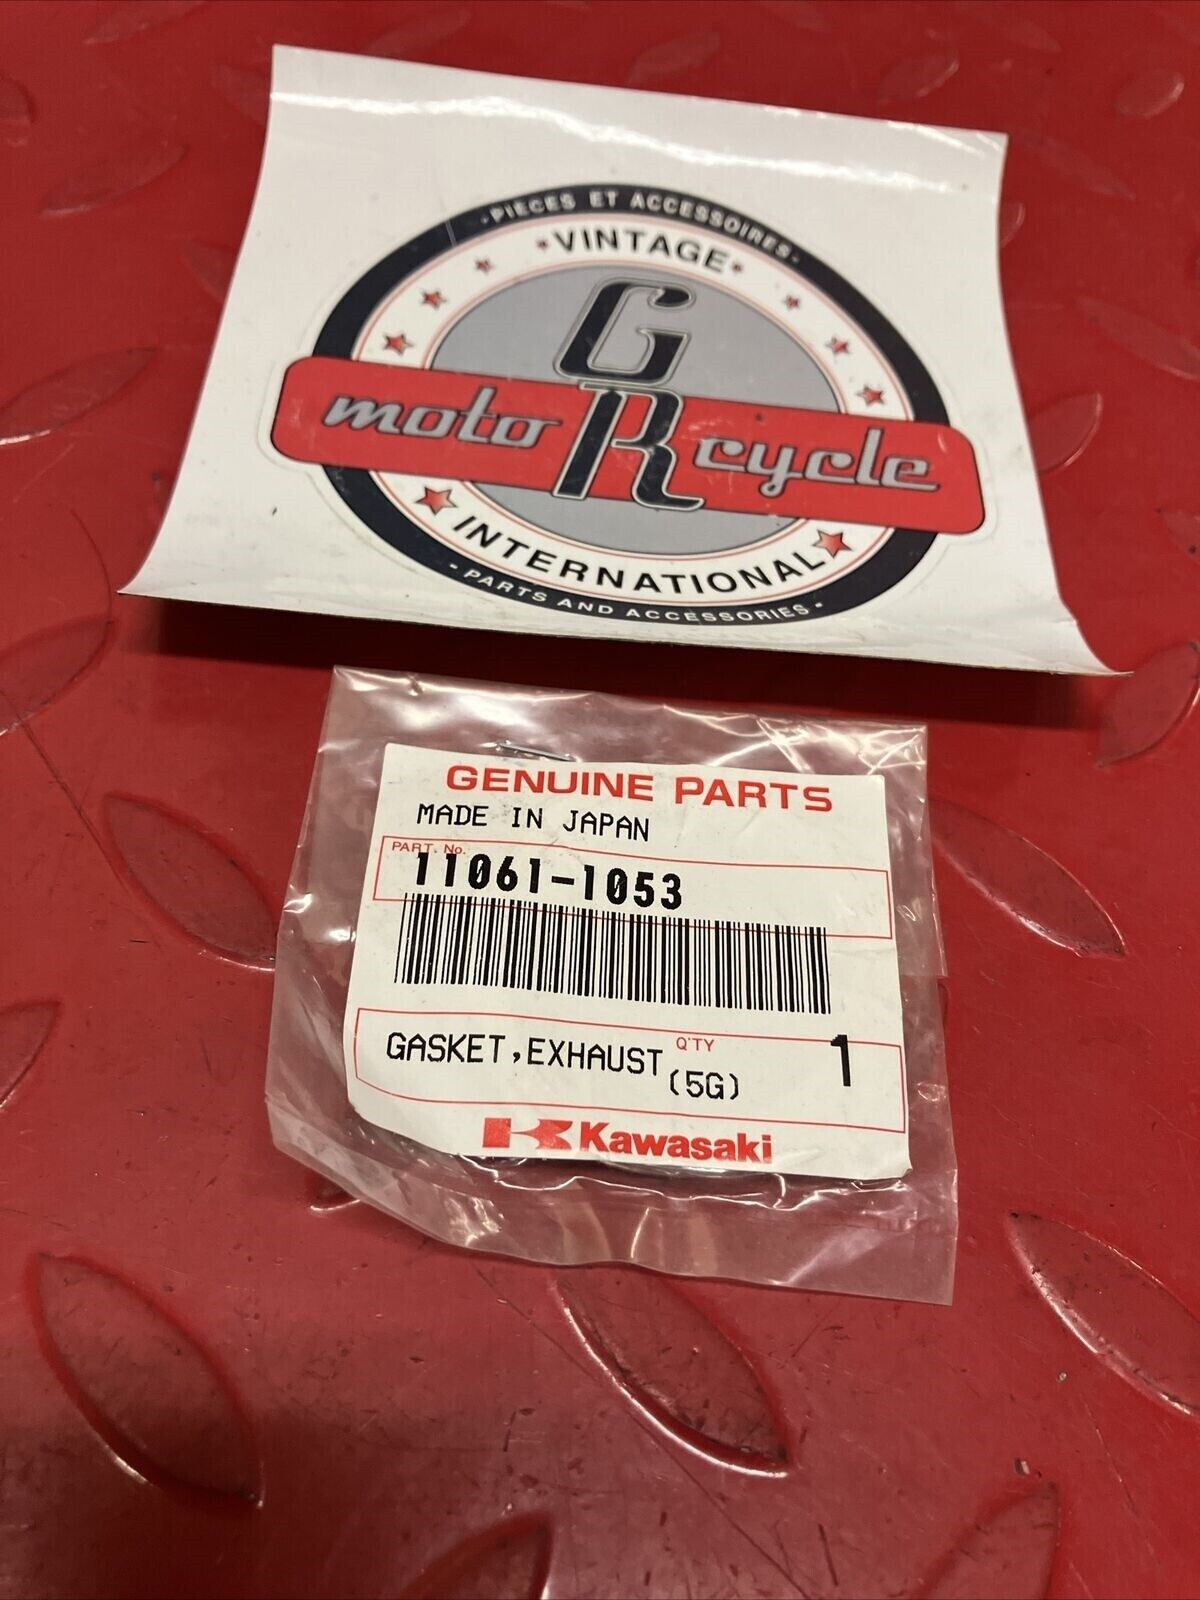 • PIECES ET ACCESSOIRES •
• VINTAGE •
GR
moto cycle
INTERNATIONAL
• PARTS AND ACCESSORIES •
GENUINE PARTS
MADE IN JAPAN
PART. No.
11061-1053
GASKET,EXHAUST
Q'TY
1
(5G)
Kawasaki